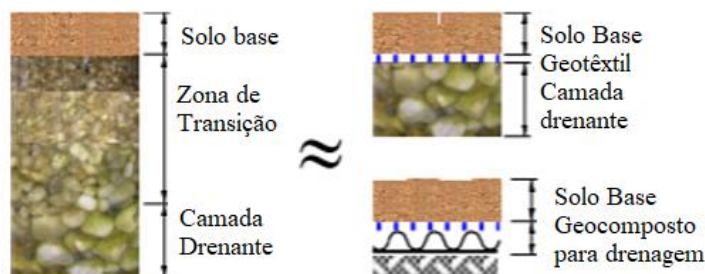 Solo base
Zona de
Transição
Camada
Drenante
≈
Solo Base
Geotêxtil
Camada
drenante
Solo Base
Geocomposto
para drenagem